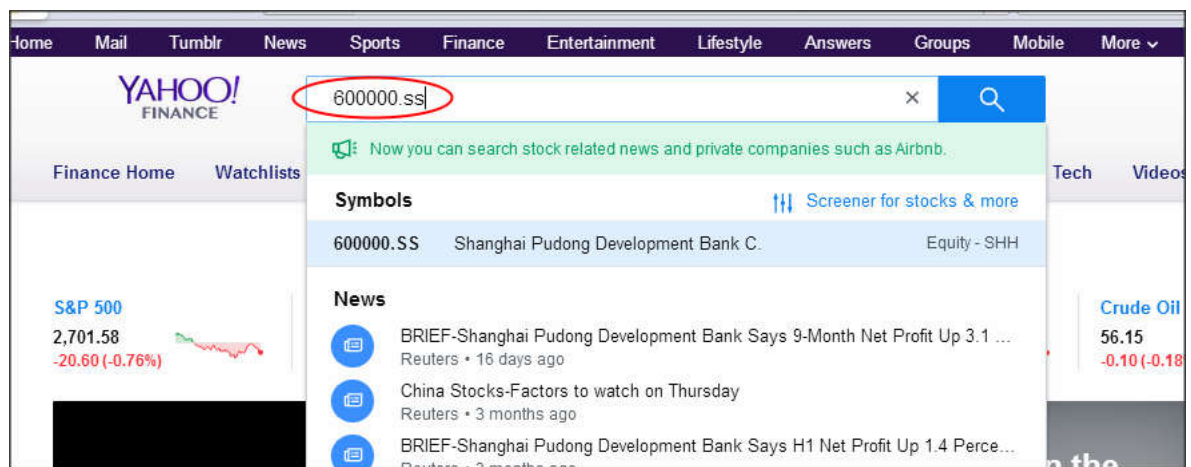 Home Mail Tumblr News Sports Finance Entertainment Lifestyle Answers Groups Mobile More
YAHOO!
FINANCE
600000.ss
Now you can search stock related news and private companies such as Airbnb.
Finance Home Watchlists Tech Videos
Symbols Screener for stocks & more
600000.SS Shanghai Pudong Development Bank C. Equity - SHH
News
S&P 500
2,701.58
-20.60 (-0.76%)
BRIEF-Shanghai Pudong Development Bank Says 9-Month Net Profit Up 3.1 ...
Reuters • 16 days ago
China Stocks-Factors to watch on Thursday
Reuters • 3 months ago
BRIEF-Shanghai Pudong Development Bank Says H1 Net Profit Up 1.4 Perce...
Reuters • 3 months ago
Crude Oil
56.15
-0.10 (-0.18
n the